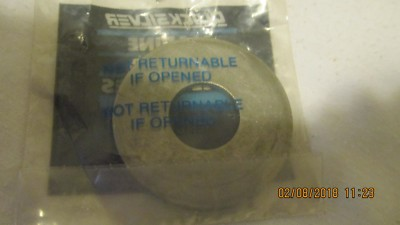 QUICKSILVER
NOT RETURNABLE
IF OPENED
NOT RETURNABLE
IF OPENED
02/08/2018 11:23